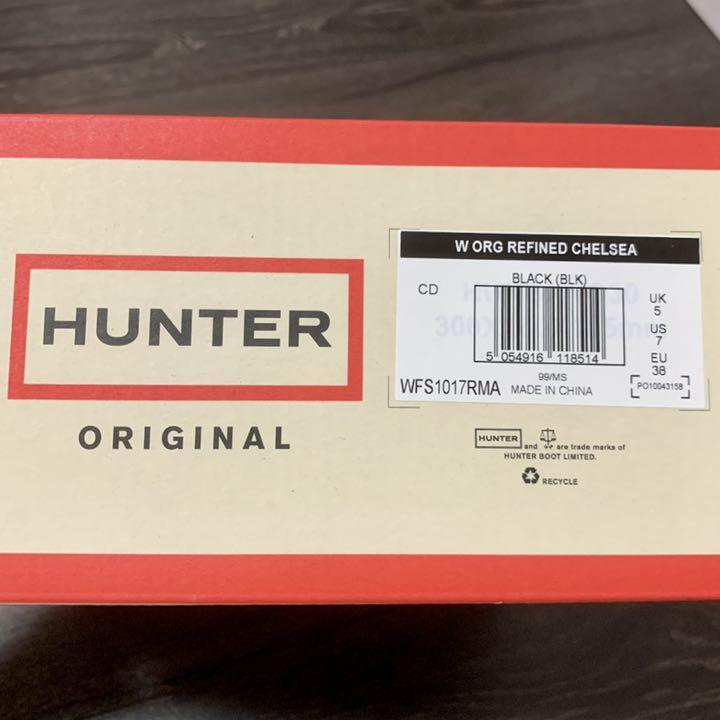 HUNTER
ORIGINAL
W ORG REFINED CHELSEA
CD
BLACK (BLK)
5 054916 118514
UK
5
US
7
EU
38
99/MS
WFS1017RMA MADE IN CHINA
PO10043158
HUNTER and are trade marks of
HUNTER BOOT LIMITED.
RECYCLE